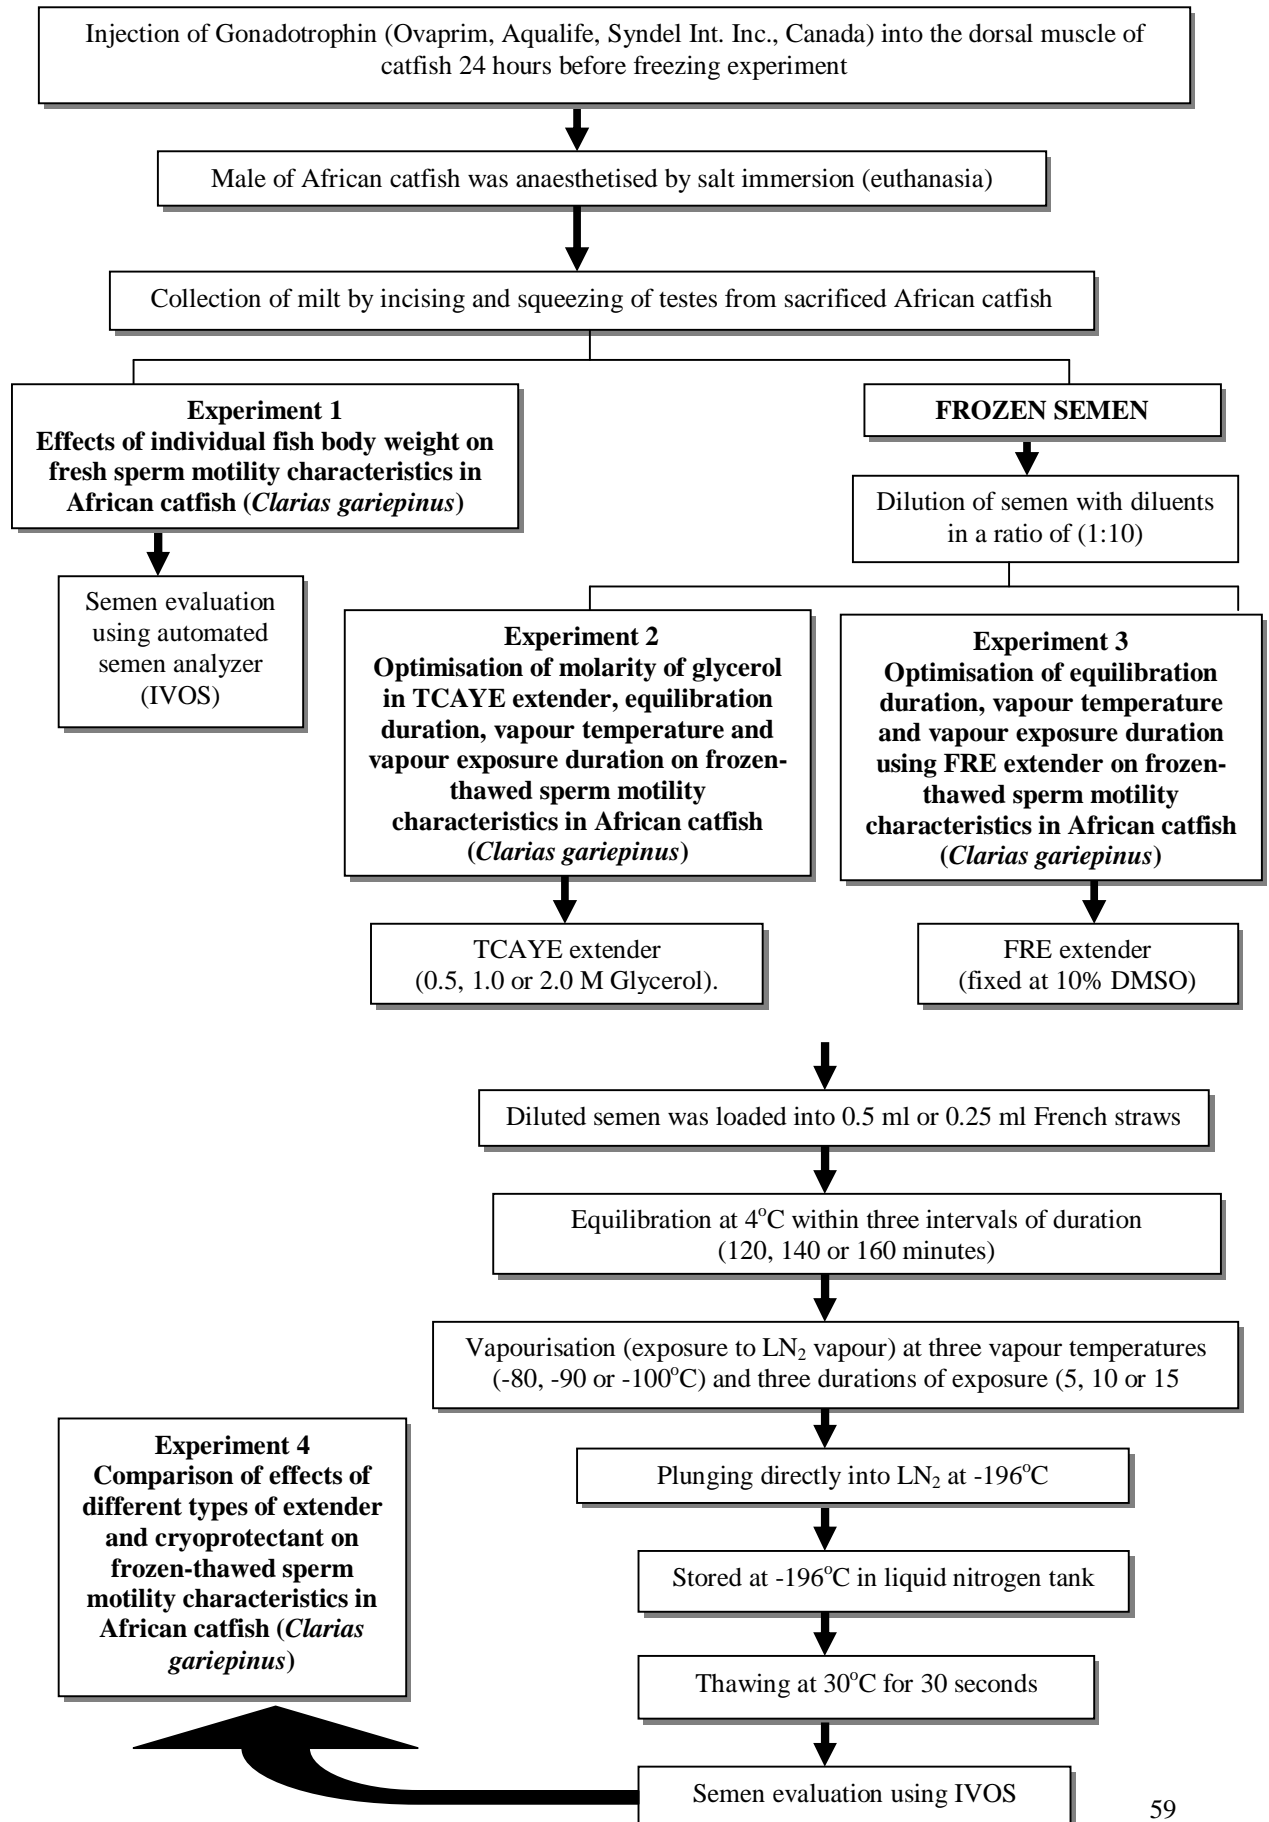 Injection of Gonadotrophin (Ovaprim, Aqualife, Syndel Int. Inc., Canada) into the dorsal muscle of
catfish 24 hours before freezing experiment
Male of African catfish was anaesthetised by salt immersion (euthanasia)
Collection of milt by incising and squeezing of testes from sacrificed African catfish
Experiment 1
Effects of individual fish body weight on
fresh sperm motility characteristics in
African catfish (Clarias gariepinus)
FROZEN SEMEN
Dilution of semen with diluents
in a ratio of (1:10)
Semen evaluation
using automated
semen analyzer
(IVOS)
Experiment 2
Optimisation of molarity of glycerol
in TCAYE extender, equilibration
duration, vapour temperature and
vapour exposure duration on frozen-
thawed sperm motility
characteristics in African catfish
(Clarias gariepinus)
Experiment 3
Optimisation of equilibration
duration, vapour temperature
and vapour exposure duration
using FRE extender on frozen-
thawed sperm motility
characteristics in African catfish
(Clarias gariepinus)
TCAYE extender
(0.5, 1.0 or 2.0 M Glycerol).
FRE extender
(fixed at 10% DMSO)
Diluted semen was loaded into 0.5 ml or 0.25 ml French straws
Equilibration at 4°C within three intervals of duration
(120, 140 or 160 minutes)
Vapourisation (exposure to LN₂ vapour) at three vapour temperatures
(-80, -90 or -100°C) and three durations of exposure (5, 10 or 15
Experiment 4
Comparison of effects of
different types of extender
and cryoprotectant on
frozen-thawed sperm
motility characteristics in
African catfish (Clarias
gariepinus)
Plunging directly into LN₂ at -196°C
Stored at -196°C in liquid nitrogen tank
Thawing at 30°C for 30 seconds
Semen evaluation using IVOS
59